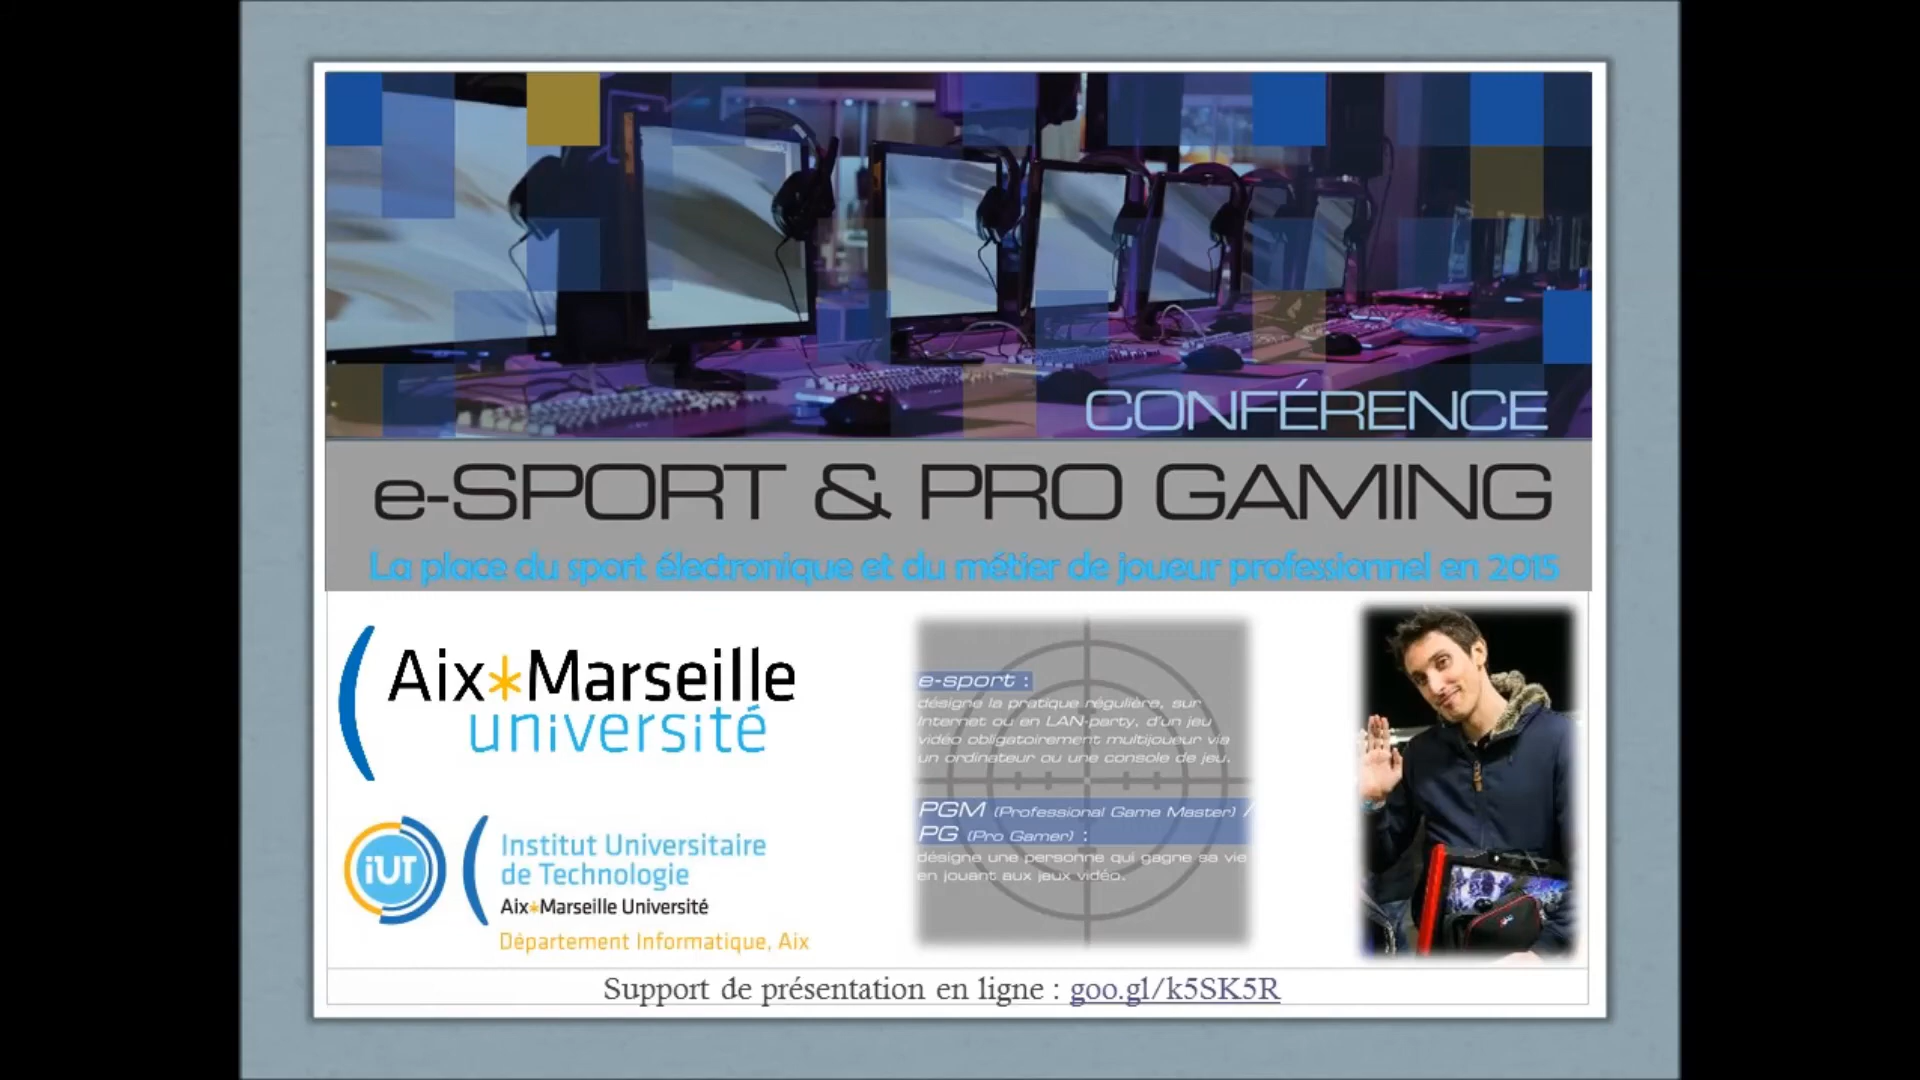 CONFÉRENCE
e-SPORT & PRO GAMING
La place du sport électronique et du métier de joueur professionnel en 2015
Aix*Marseille
université
iUT
Institut Universitaire
de Technologie
Aix*Marseille Université
Département Informatique, Aix
e-sport :
désigne la pratique régulière, sur
Internet ou en LAN-party, d'un jeu
vidéo obligatoirement multijoueur via
un ordinateur ou une console de jeu.
PGM (Professional Game Master) /
PG (Pro Gamer) :
désigne une personne qui gagne sa vie
en jouant aux jeux vidéo.
Support de présentation en ligne : goo.gl/k5SK5R